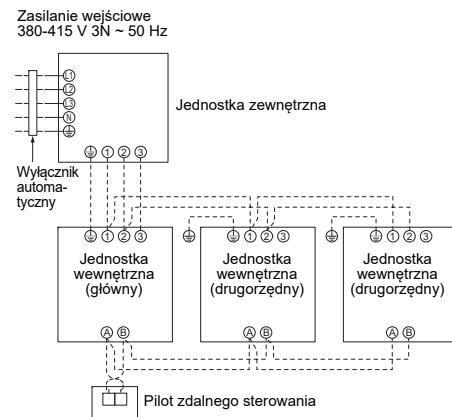 Zasilanie wejściowe
380-415 V 3N ~ 50 Hz
L1
L2
L3
N
Jednostka zewnętrzna
1 2 3
Wyłącznik
automa-
tyczny
1 2 3
1 2 3
1 2 3
Jednostka
wewnętrzna
(główny)
Jednostka
wewnętrzna
(drugorzędny)
Jednostka
wewnętrzna
(drugorzędny)
A B
A B
A B
Pilot zdalnego sterowania